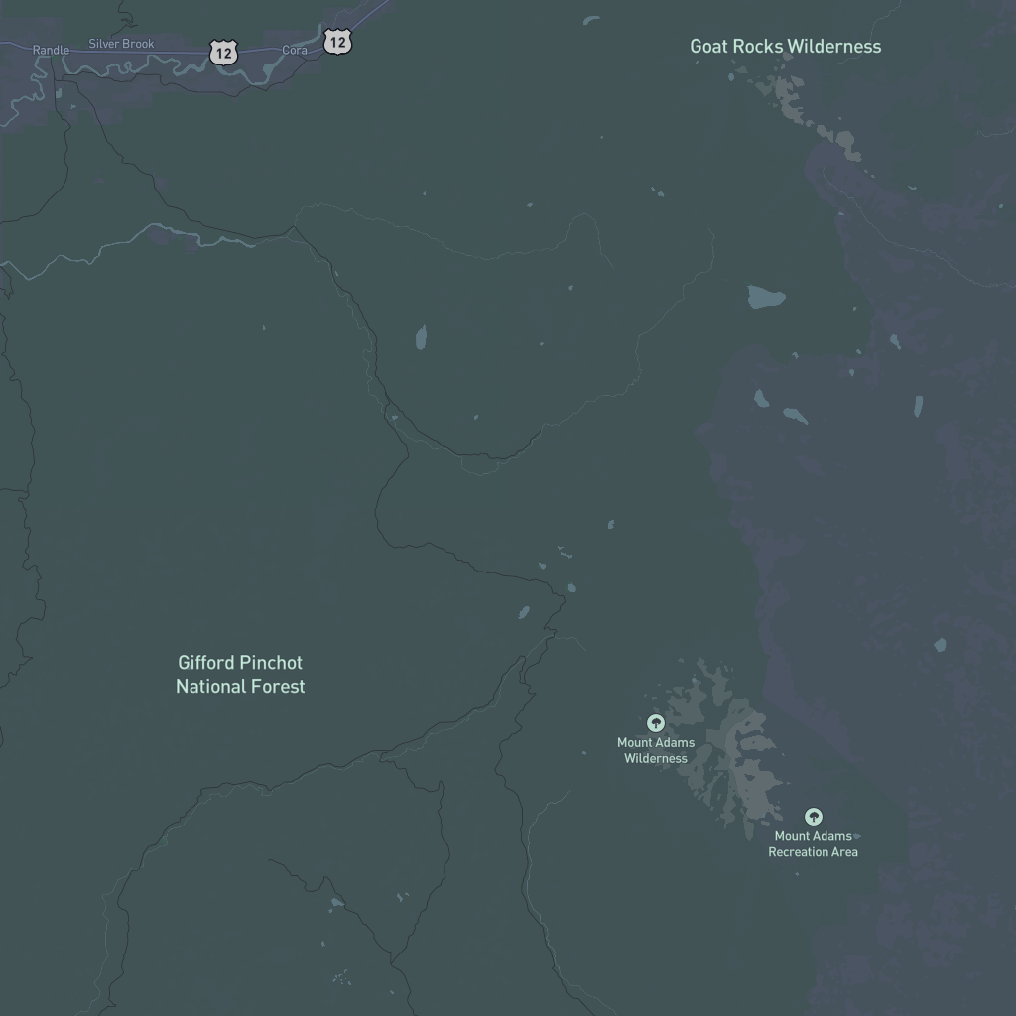 12
Goat Rocks Wilderness
Silver Brook
Randle
12
Cora
Gifford Pinchot
National Forest
Mount Adams
Wilderness
Mount Adams
Recreation Area